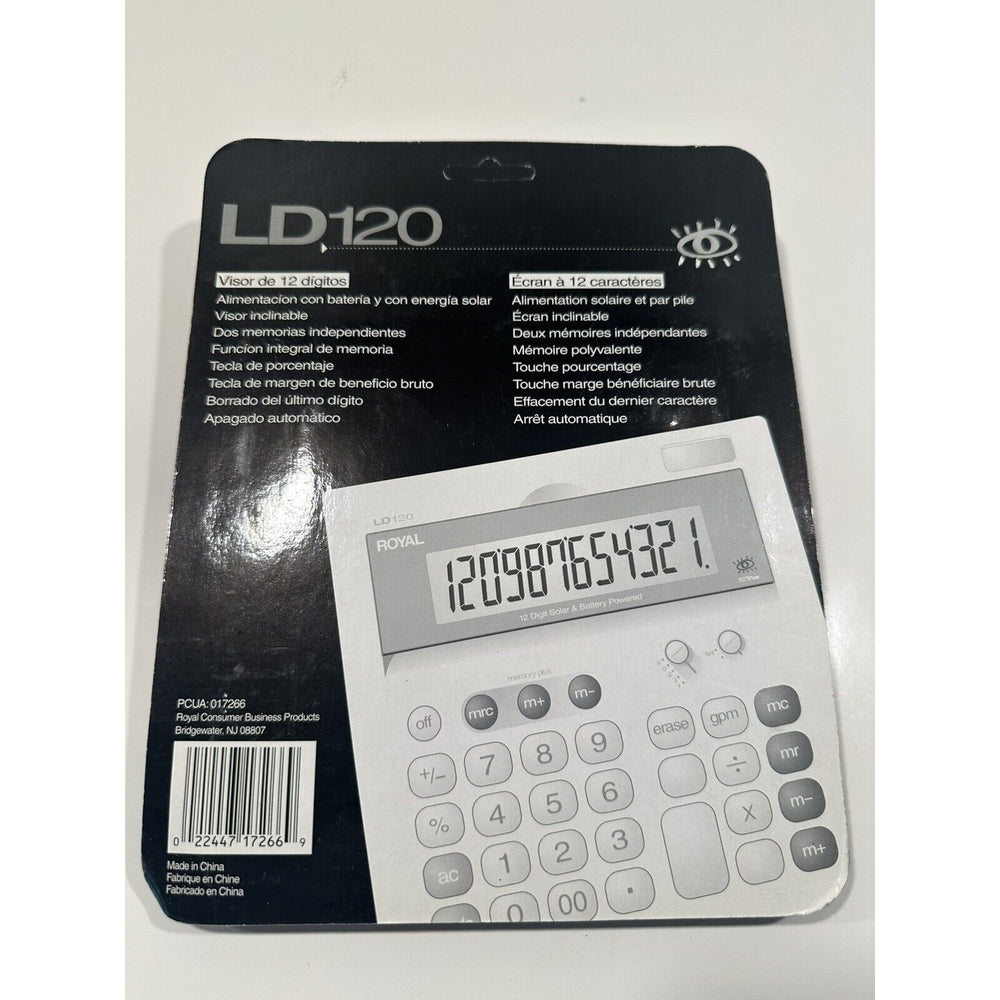 LD120
Visor de 12 dígitos
Alimentacíon con batería y con energía solar
Visor inclinable
Dos memorias independientes
Funcíon integral de memoria
Tecla de porcentaje
Tecla de margen de beneficio bruto
Borrado del último dígito
Apagado automático
Écran à 12 caractères
Alimentation solaire et par pile
Écran inclinable
Deux mémoires indépendantes
Mémoire polyvalente
Touche pourcentage
Touche marge bénéficiaire brute
Effacement du dernier caractère
Arrêt automatique
LD120
ROYAL
120987654321.
12 Digit Solar & Battery Powered
5/4
memory plus
off mrc m+ m- erase gpm mc
+/- 7 8 9 ÷ mr
% 4 5 6 X m-
ac 1 2 3 m+
0 00 .
PCUA: 017266
Royal Consumer Business Products
Bridgewater, NJ 08807
0 22447 17266 9
Made in China
Fabrique en Chine
Fabricado en China